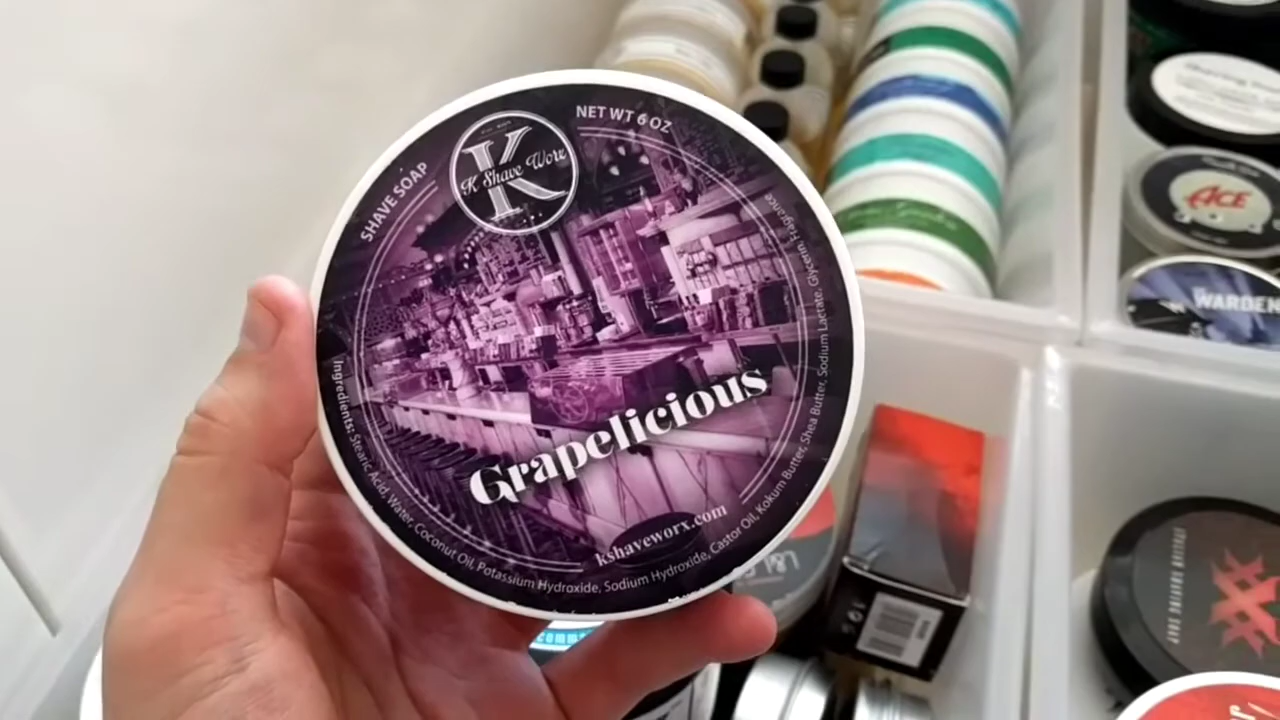 SHAVE SOAP
K
K Shave Worx
NET WT 6 OZ
Grapelicious
kshaveworx.com
Ingredients: Stearic Acid, Water, Coconut Oil, Potassium Hydroxide, Sodium Hydroxide, Castor Oil, Kokum Butter, Shea Butter, Sodium Lactate, Glycerin, Fragrance
ACE
WARDEN